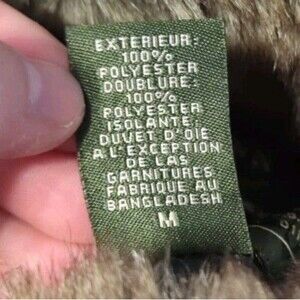 EXTERIEUR:
100%
POLYESTER
DOUBLURE:
100%
POLYESTER
ISOLANTE:
DUVET D'OIE
A L'EXCEPTION
DE LAS
GARNITURES
FABRIQUE AU
BANGLADESH
M